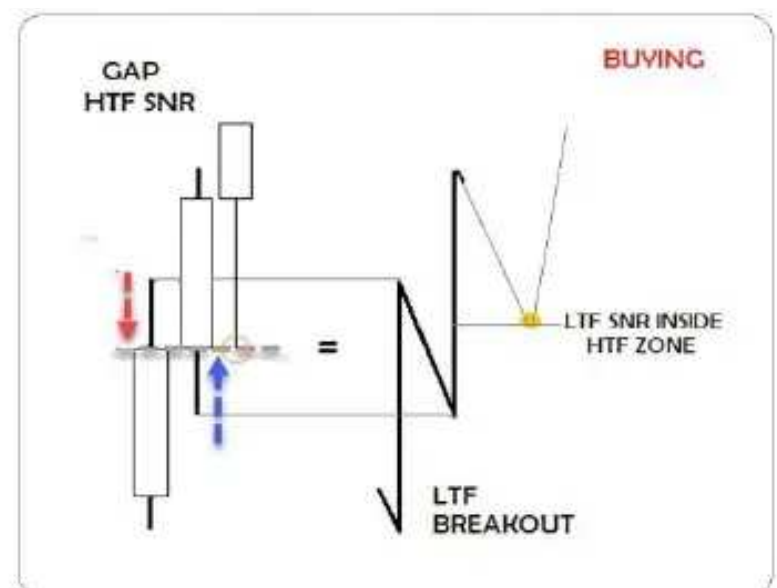 GAP
HTF SNR
BUYING
=
LTF SNR INSIDE
HTF ZONE
LTF
BREAKOUT